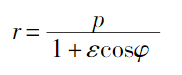 r = p / (1 + εcosφ)